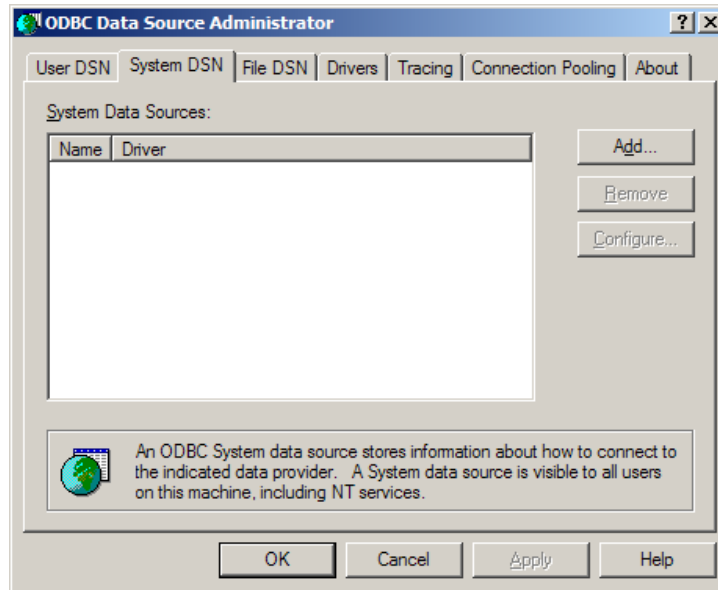 ODBC Data Source Administrator
? X
User DSN System DSN File DSN Drivers Tracing Connection Pooling About
System Data Sources:
Name Driver
Add...
Remove
Configure...
An ODBC System data source stores information about how to connect to
the indicated data provider. A System data source is visible to all users
on this machine, including NT services.
OK Cancel Apply Help